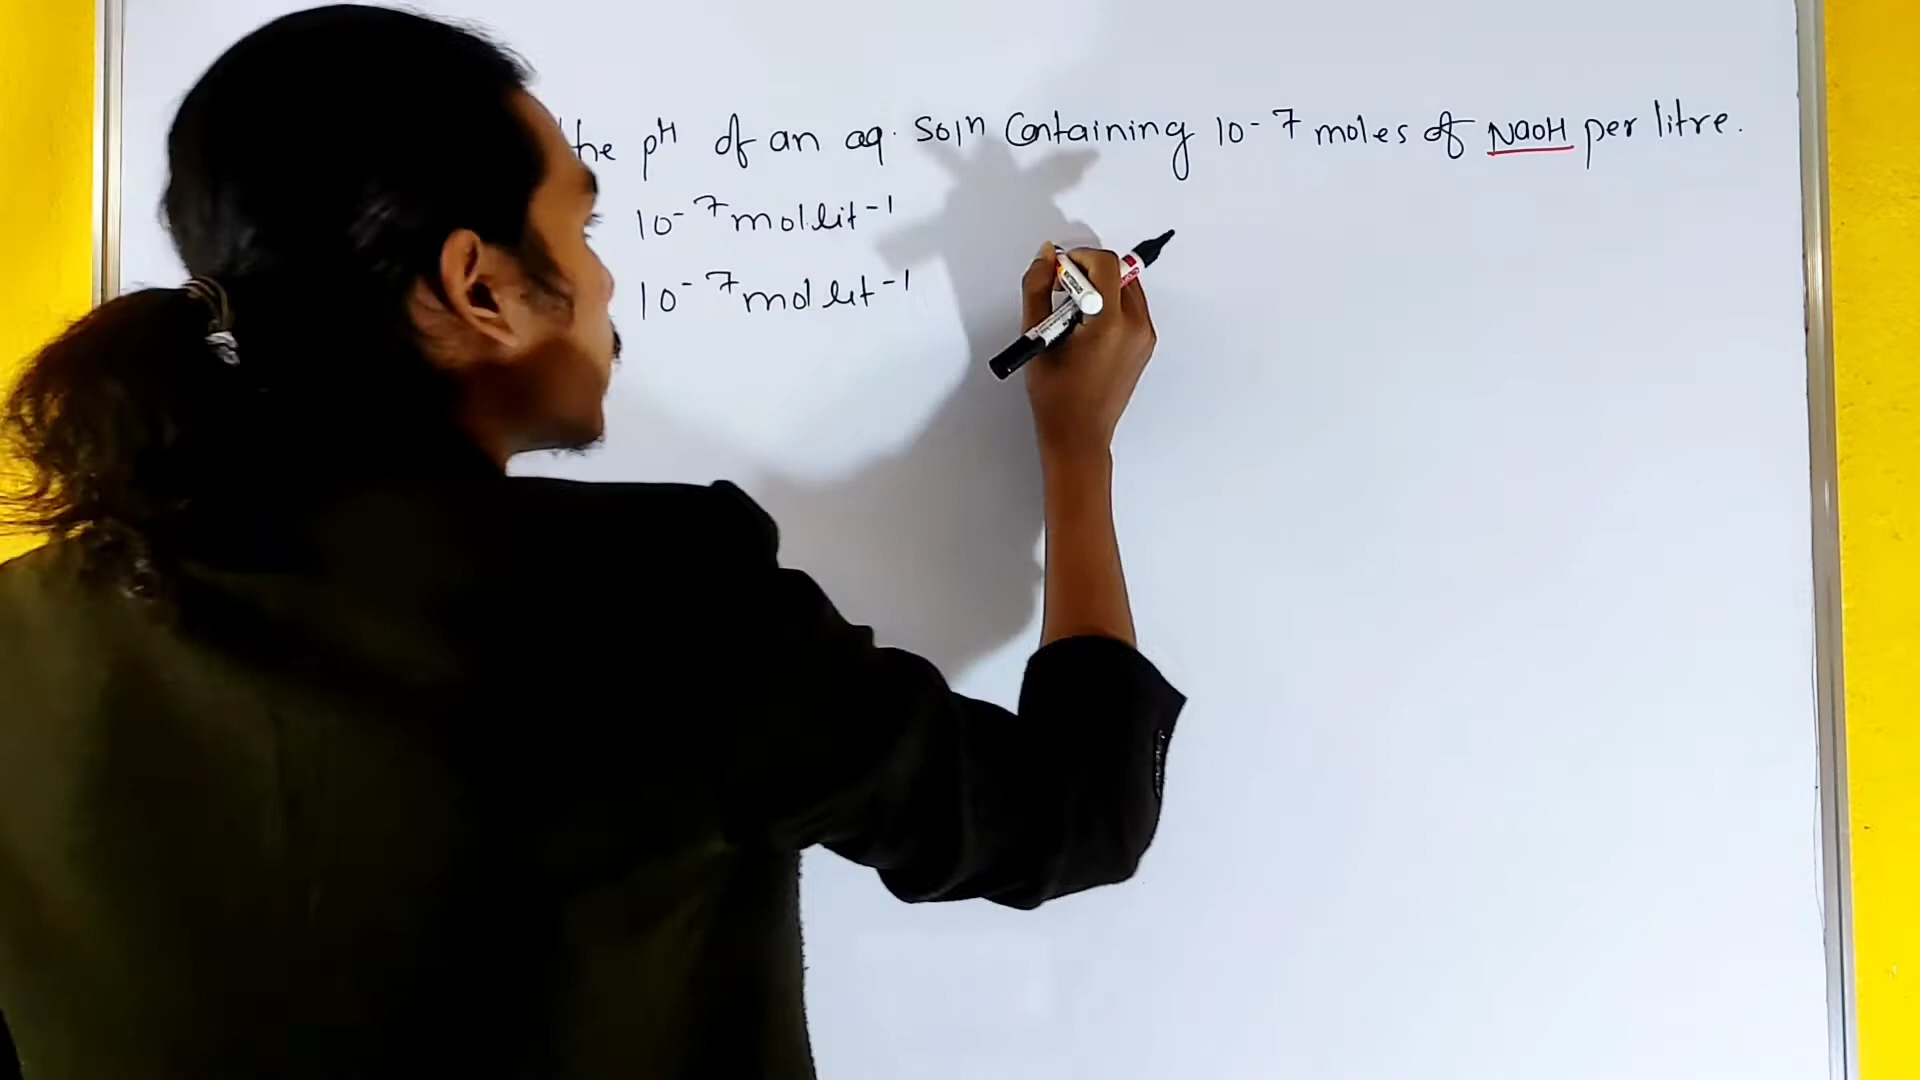 the pH of an aq. soln Containing 10-7 moles of NaOH per litre.
10-7 mol lit-1
10-7 mol lit-1